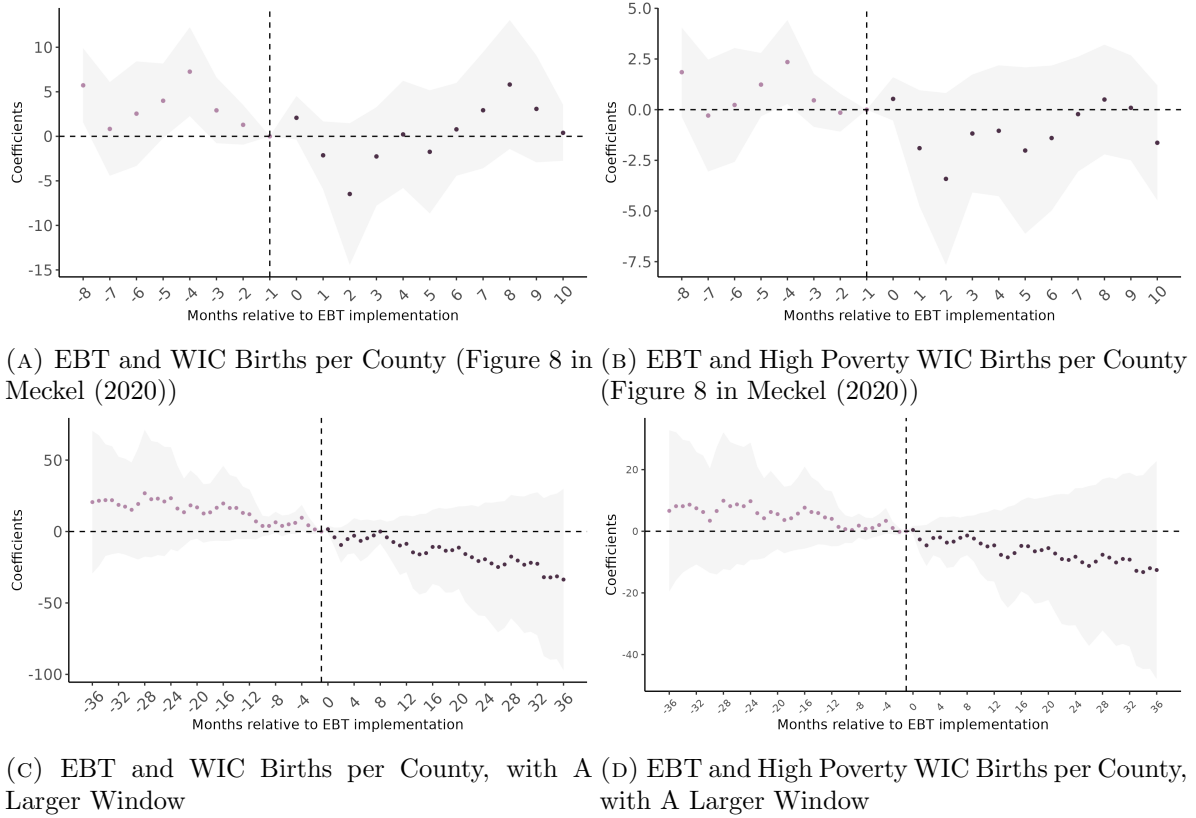 10
5
0
-5
-10
-15
Coefficients
-8 -7 -6 -5 -4 -3 -2 -1 0 1 2 3 4 5 6 7 8 9 10
Months relative to EBT implementation
5.0
2.5
0.0
-2.5
-5.0
-7.5
Coefficients
-8 -7 -6 -5 -4 -3 -2 -1 0 1 2 3 4 5 6 7 8 9 10
Months relative to EBT implementation
(A) EBT and WIC Births per County (Figure 8 in
Meckel (2020))
(B) EBT and High Poverty WIC Births per County
(Figure 8 in Meckel (2020))
50
0
-50
-100
Coefficients
-36 -32 -28 -24 -20 -16 -12 -8 -4 0 4 8 12 16 20 24 28 32 36
Months relative to EBT implementation
20
0
-20
-40
Coefficients
-36 -32 -28 -24 -20 -16 -12 -8 -4 0 4 8 12 16 20 24 28 32 36
Months relative to EBT implementation
(C) EBT and WIC Births per County, with A
Larger Window
(D) EBT and High Poverty WIC Births per County,
with A Larger Window